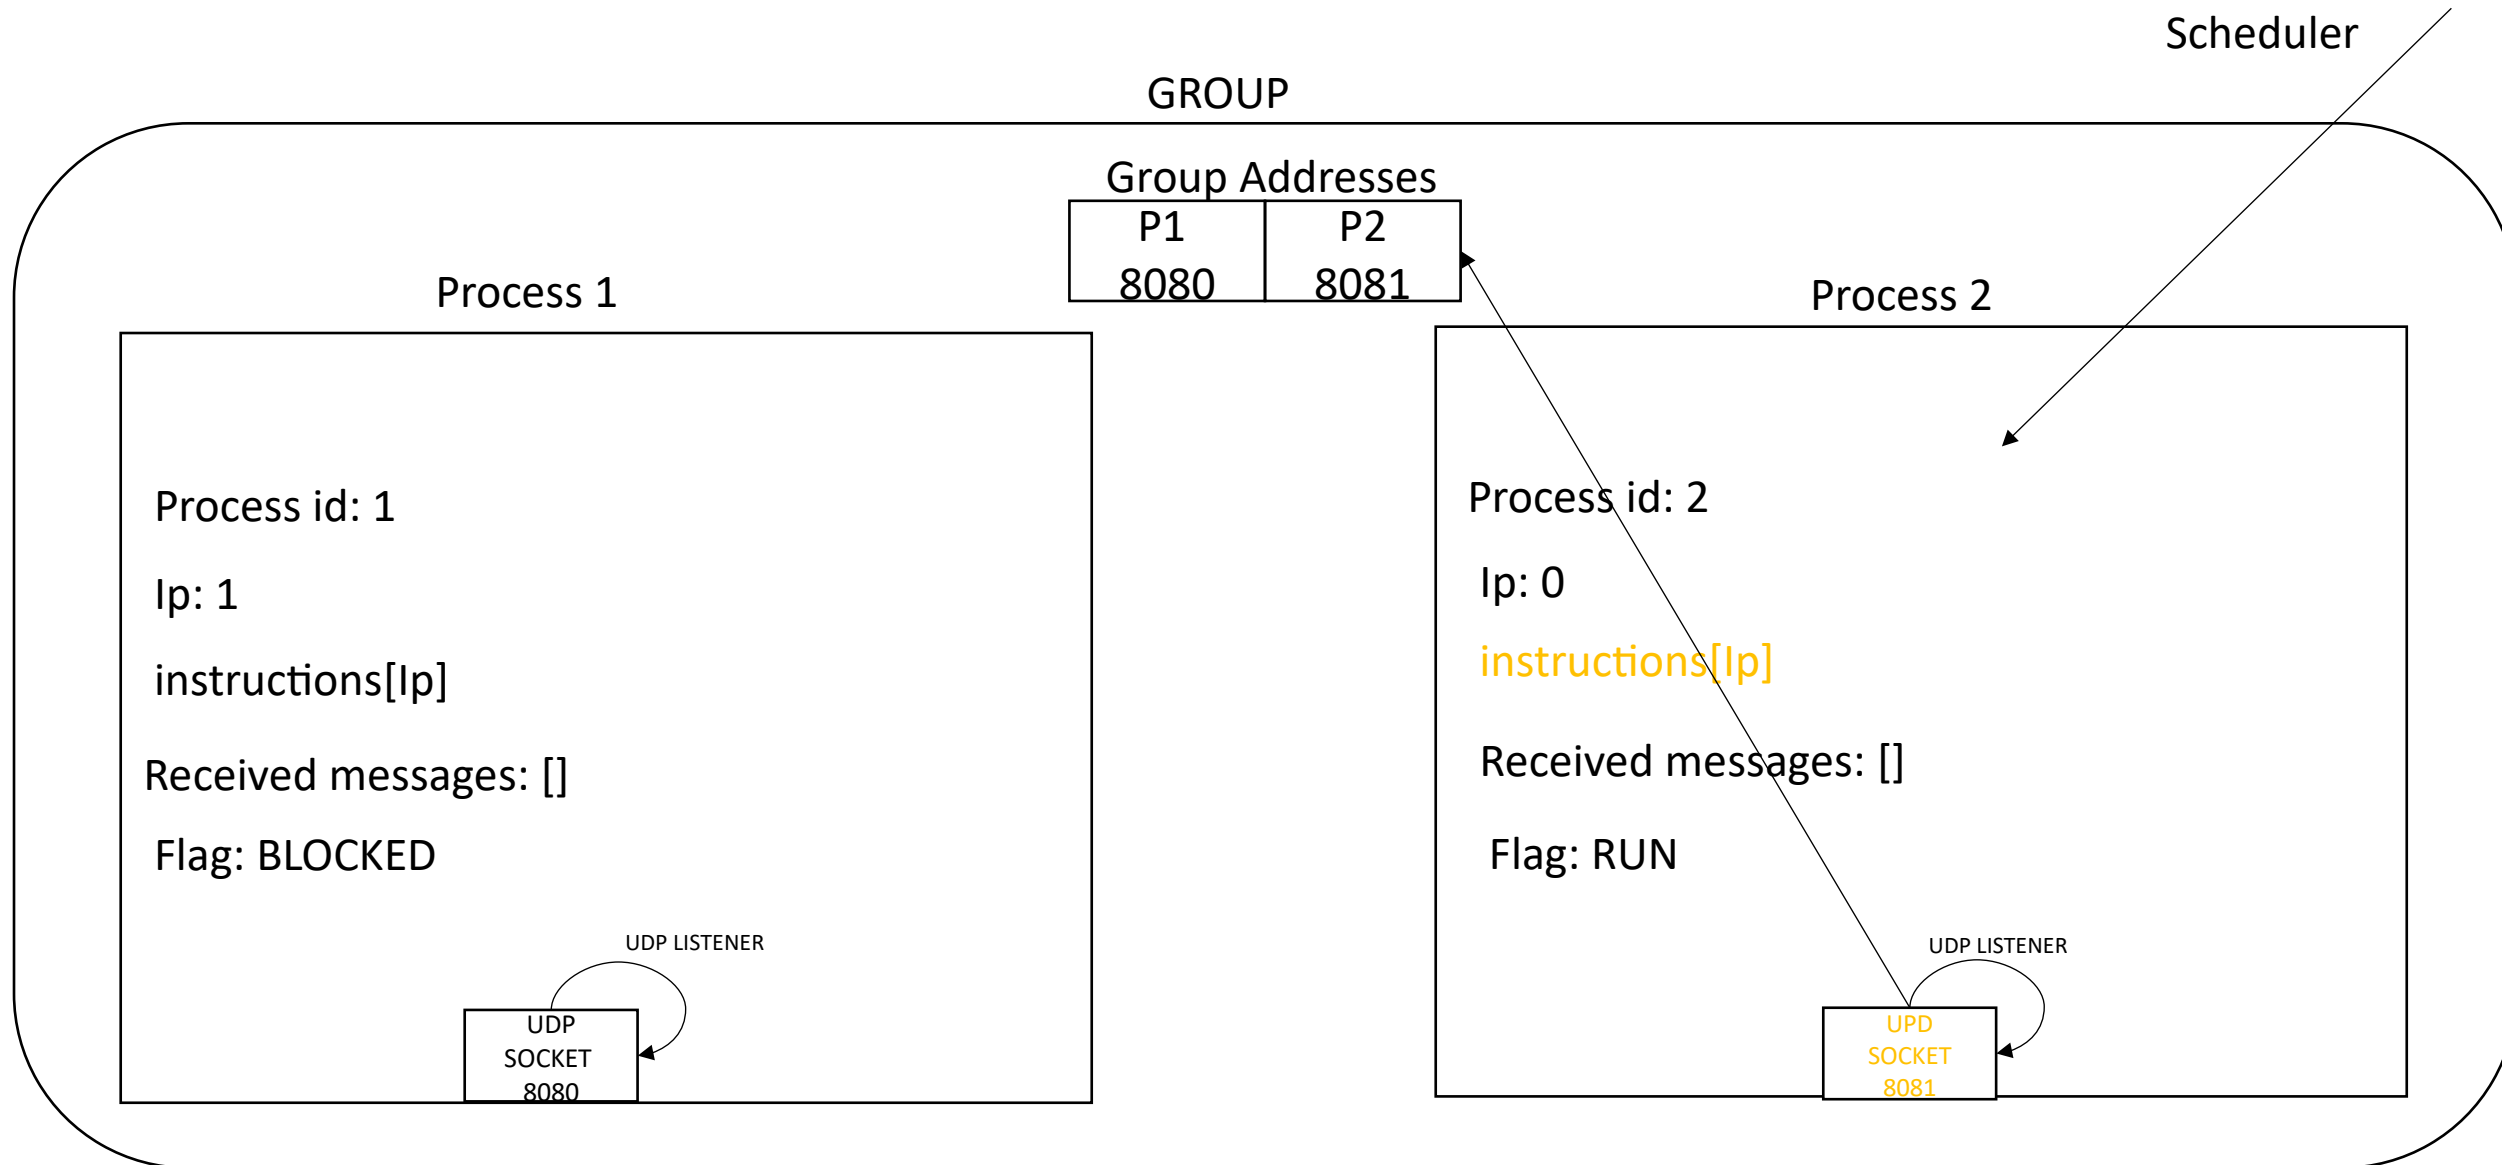 Scheduler
GROUP
Group Addresses
P1
8080
P2
8081
Process 1
Process id: 1
Ip: 1
instructions[Ip]
Received messages: []
Flag: BLOCKED
UDP LISTENER
UDP
SOCKET
8080
Process 2
Process id: 2
Ip: 0
instructions[Ip]
Received messages: []
Flag: RUN
UDP LISTENER
UPD
SOCKET
8081